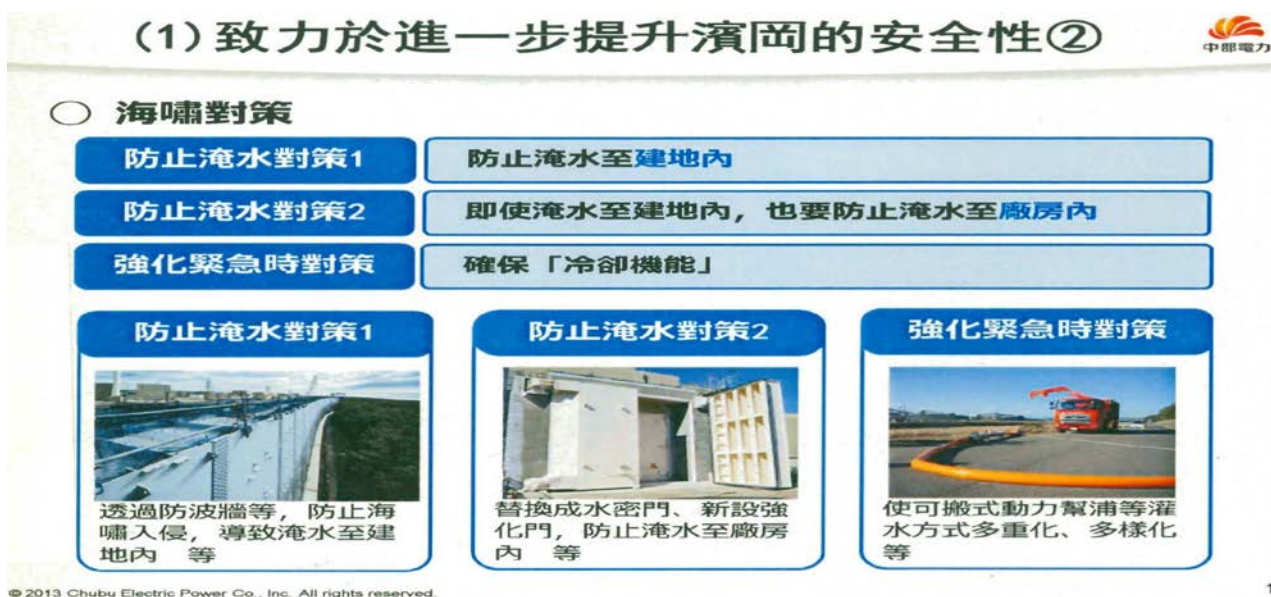 (1)致力於進一步提升濱岡的安全性②
中部電力
○ 海嘯對策
防止淹水對策1
防止淹水至建地內
防止淹水對策2
即使淹水至建地內，也要防止淹水至廠房內
強化緊急時對策
確保「冷卻機能」
防止淹水對策1
透過防波牆等，防止海
嘯入侵，導致淹水至建
地內 等
防止淹水對策2
替換成水密門、新設強
化門，防止淹水至廠房
內 等
強化緊急時對策
使可搬式動力幫浦等灌
水方式多重化、多樣化
等
© 2013 Chubu Electric Power Co., Inc. All rights reserved.
1